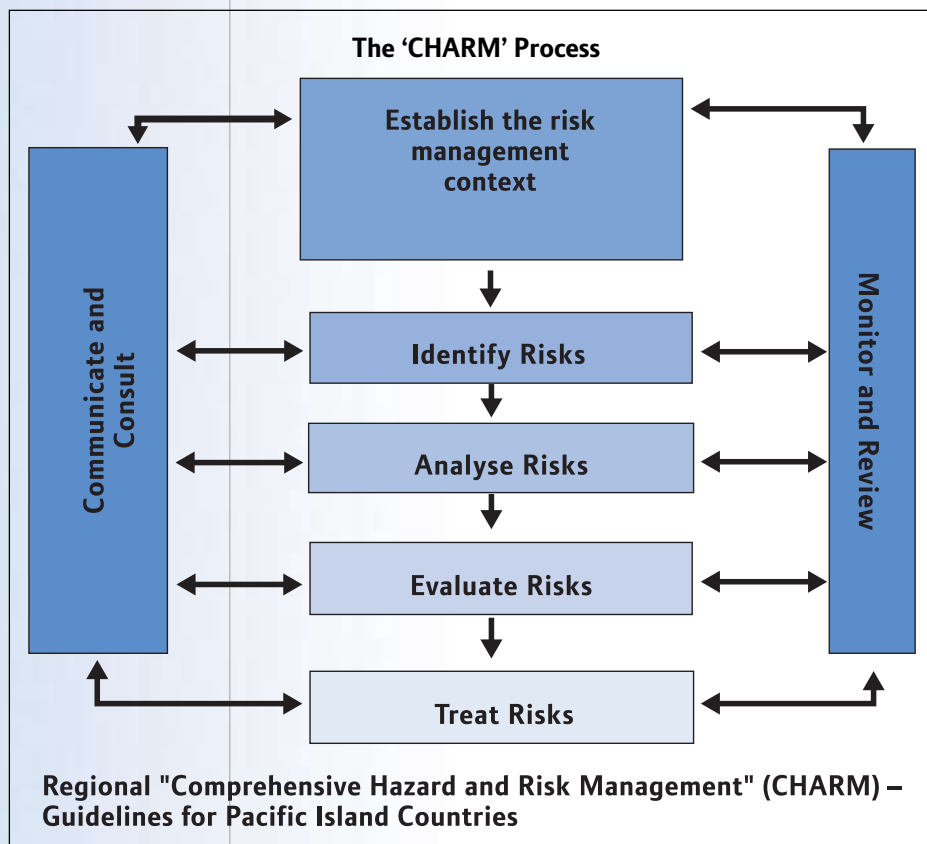 The ‘CHARM’ Process
Establish the risk
management
context
Communicate and
Consult
Monitor and Review
Identify Risks
Analyse Risks
Evaluate Risks
Treat Risks
Regional "Comprehensive Hazard and Risk Management" (CHARM) –
Guidelines for Pacific Island Countries